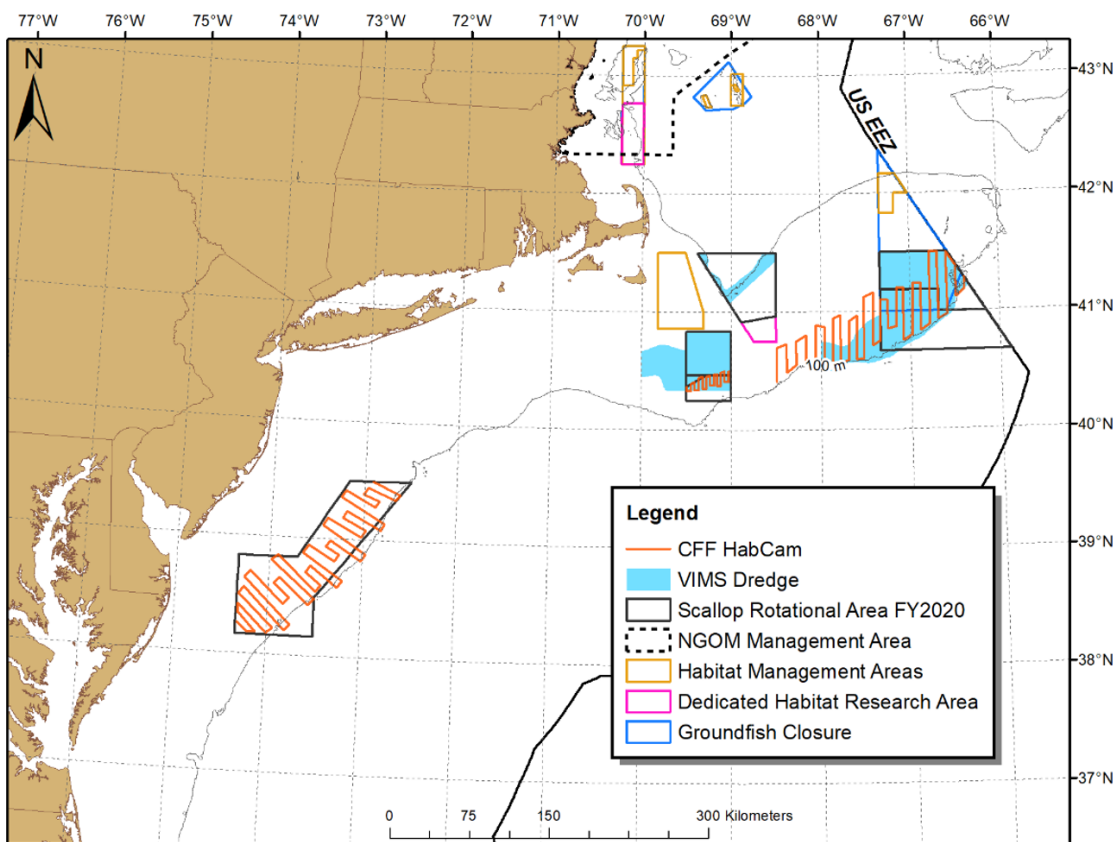 77°W 76°W 75°W 74°W 73°W 72°W 71°W 70°W 69°W 68°W 67°W 66°W
N
43°N
US EEZ
42°N
41°N
100 m
40°N
Legend
CFF HabCam
39°N
VIMS Dredge
Scallop Rotational Area FY2020
NGOM Management Area
38°N
Habitat Management Areas
Dedicated Habitat Research Area
Groundfish Closure
37°N
0 75 150 300 Kilometers